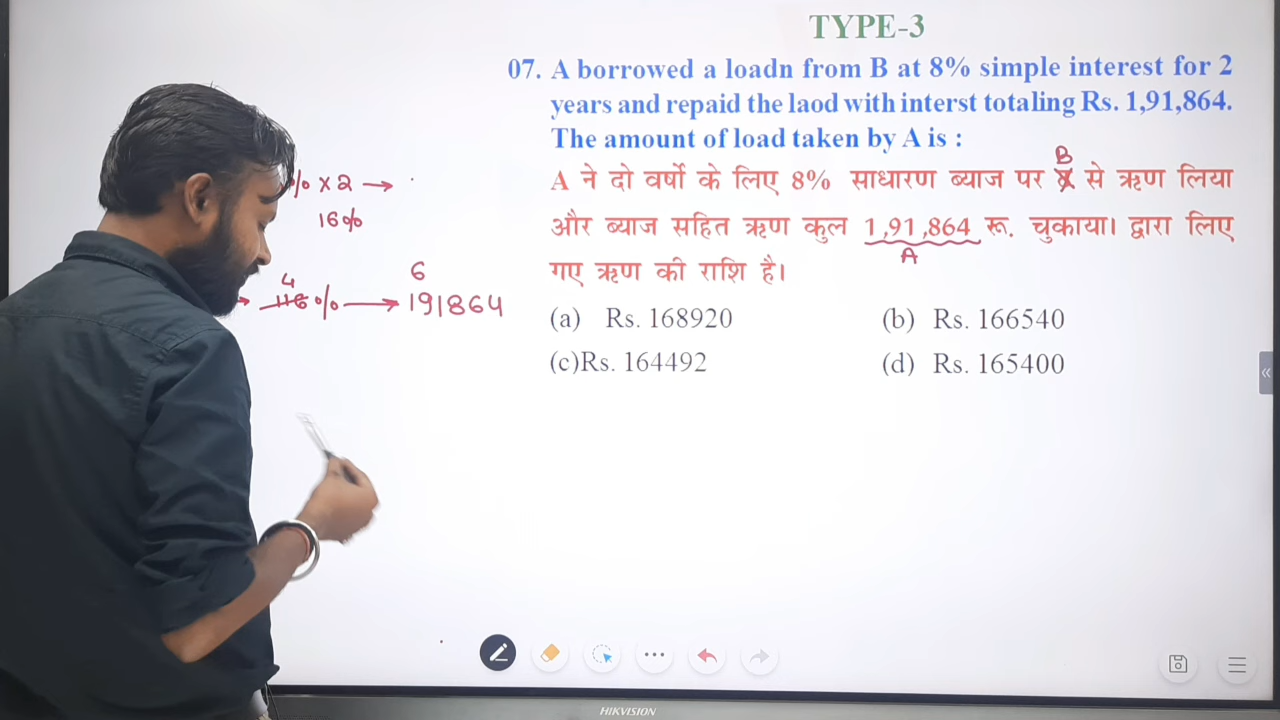 TYPE-3
07. A borrowed a loadn from B at 8% simple interest for 2
years and repaid the laod with interst totaling Rs. 1,91,864.
The amount of load taken by A is :
B
A ने दो वर्षो के लिए 8% साधारण ब्याज पर x से ऋण लिया
और ब्याज सहित ऋण कुल 1,91,864 रू. चुकाया। द्वारा लिए
A
गए ऋण की राशि है।
(a) Rs. 168920 (b) Rs. 166540
(c)Rs. 164492 (d) Rs. 165400
% x 2 →
16%
4 6
116 % → 191864
HIKVISION